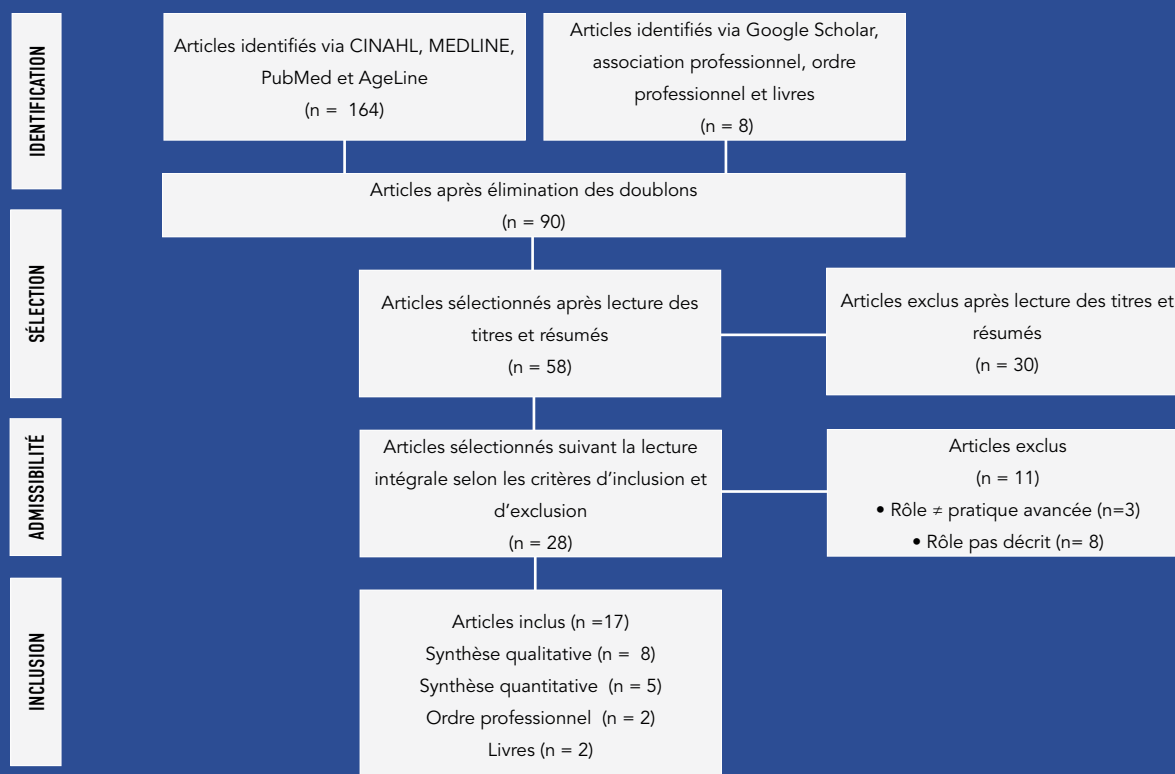 IDENTIFICATION
Articles identifiés via CINAHL, MEDLINE,
PubMed et AgeLine
(n = 164)
Articles identifiés via Google Scholar,
association professionnel, ordre
professionnel et livres
(n = 8)
Articles après élimination des doublons
(n = 90)
SÉLECTION
Articles sélectionnés après lecture des
titres et résumés
(n = 58)
Articles exclus après lecture des titres et
résumés
(n = 30)
ADMISSIBILITÉ
Articles sélectionnés suivant la lecture
intégrale selon les critères d'inclusion et
d'exclusion
(n = 28)
Articles exclus
(n = 11)
• Rôle ≠ pratique avancée (n=3)
• Rôle pas décrit (n= 8)
INCLUSION
Articles inclus (n =17)
Synthèse qualitative (n = 8)
Synthèse quantitative (n = 5)
Ordre professionnel (n = 2)
Livres (n = 2)